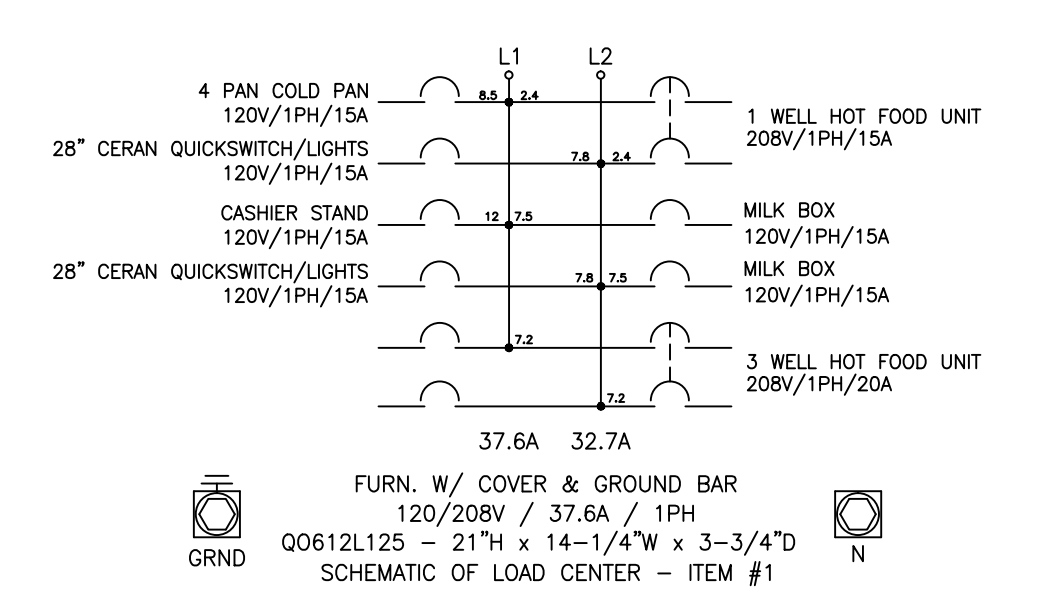 L1 L2
4 PAN COLD PAN
120V/1PH/15A
8.5 2.4
1 WELL HOT FOOD UNIT
208V/1PH/15A
28" CERAN QUICKSWITCH/LIGHTS
120V/1PH/15A
7.8 2.4
CASHIER STAND
120V/1PH/15A
12 7.5
MILK BOX
120V/1PH/15A
28" CERAN QUICKSWITCH/LIGHTS
120V/1PH/15A
7.8 7.5
MILK BOX
120V/1PH/15A
7.2
3 WELL HOT FOOD UNIT
208V/1PH/20A
7.2
37.6A 32.7A
FURN. W/ COVER & GROUND BAR
120/208V / 37.6A / 1PH
QO612L125 - 21"H x 14-1/4"W x 3-3/4"D
SCHEMATIC OF LOAD CENTER - ITEM #1
GRND
N